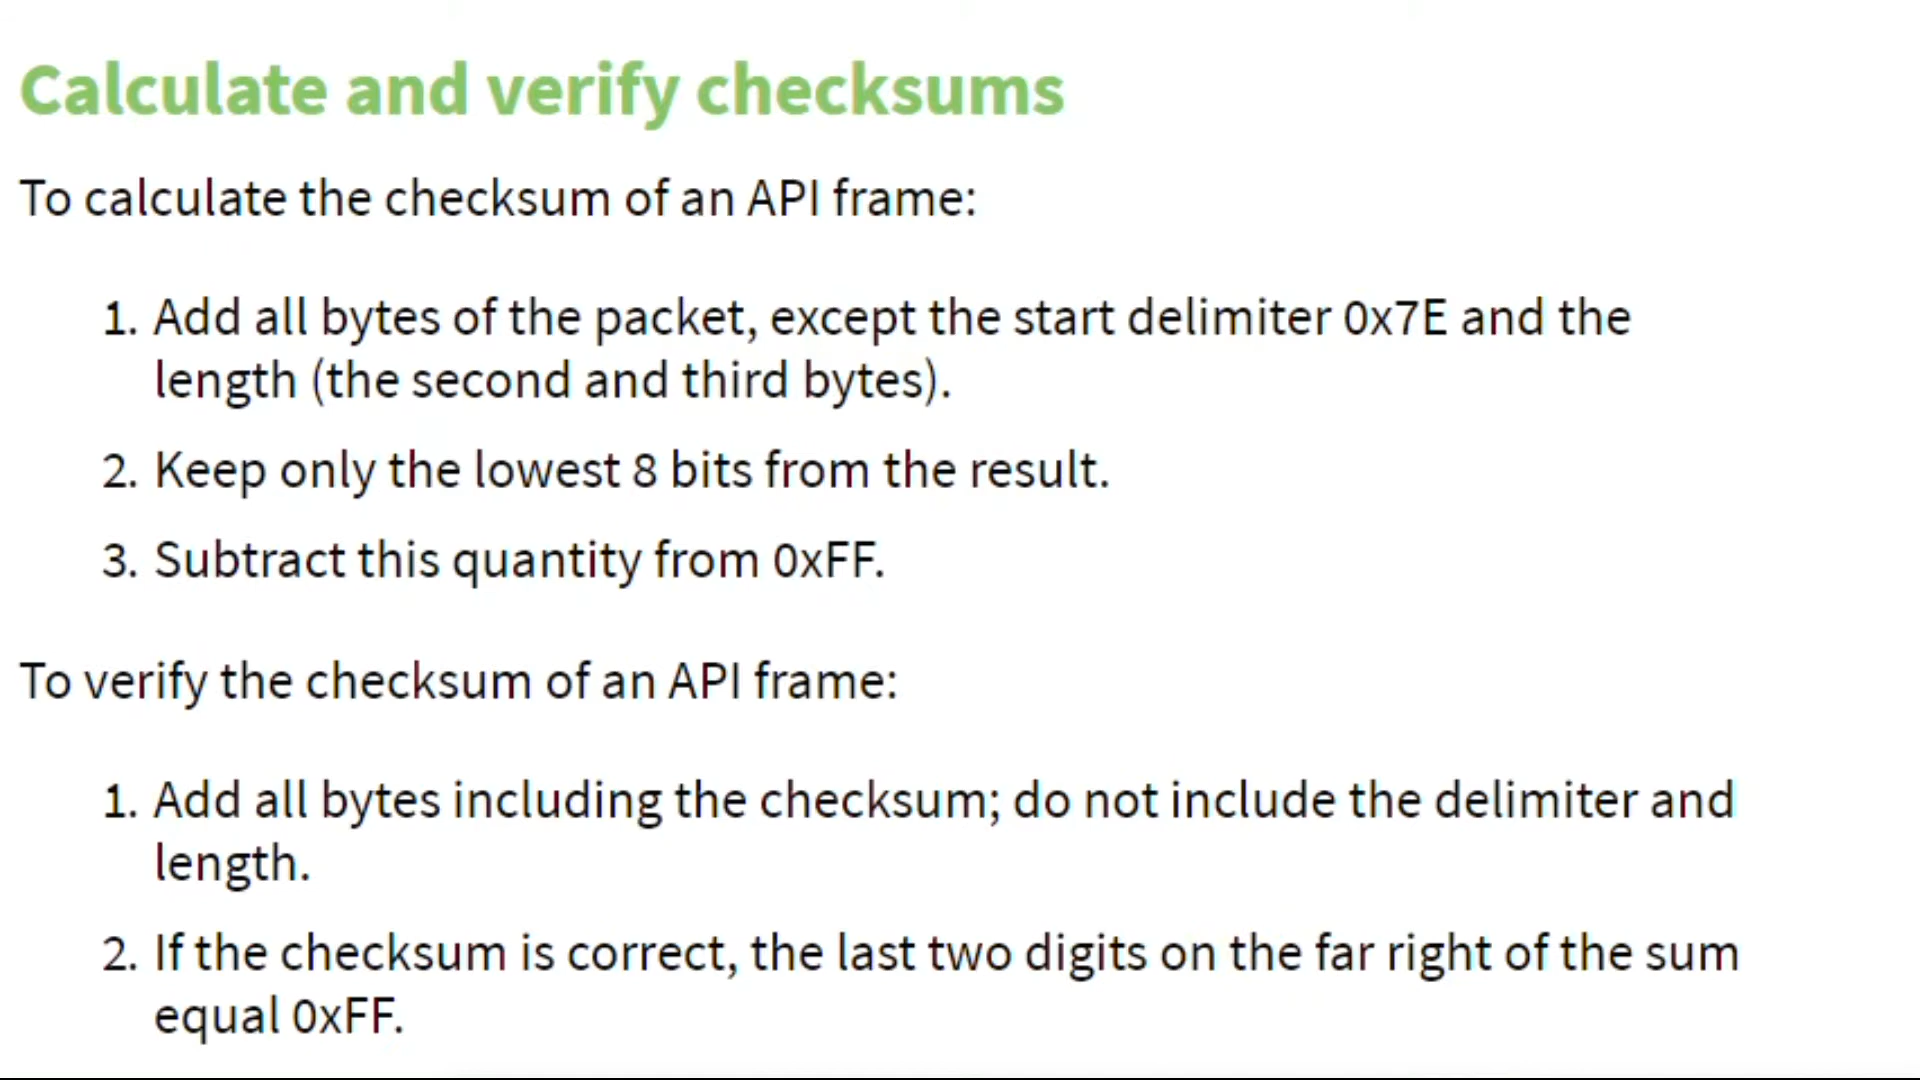 Calculate and verify checksums
To calculate the checksum of an API frame:
1. Add all bytes of the packet, except the start delimiter 0x7E and the
length (the second and third bytes).
2. Keep only the lowest 8 bits from the result.
3. Subtract this quantity from 0xFF.
To verify the checksum of an API frame:
1. Add all bytes including the checksum; do not include the delimiter and
length.
2. If the checksum is correct, the last two digits on the far right of the sum
equal 0xFF.